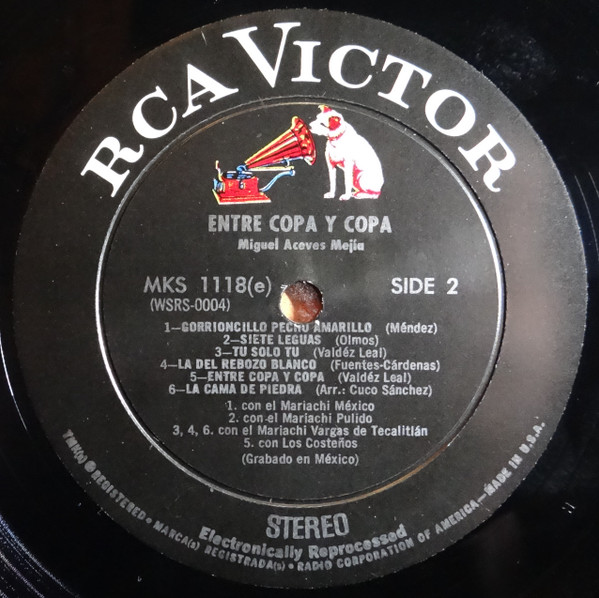 RCA VICTOR
ENTRE COPA Y COPA
Miguel Aceves Mejía
MKS 1118(e)
SIDE 2
(WSRS-0004)
1—GORRIONCILLO PECHO AMARILLO (Méndez)
2—SIETE LEGUAS (Olmos)
3—TU SOLO TU (Valdéz Leal)
4—LA DEL REBOZO BLANCO (Fuentes-Cárdenas)
5—ENTRE COPA Y COPA (Valdéz Leal)
6—LA CAMA DE PIEDRA (Arr.: Cuco Sánchez)
1. con el Mariachi México
2. con el Mariachi Pulido
3, 4, 6. con el Mariachi Vargas de Tecalitlán
5. con Los Costeños
(Grabado en México)
STEREO
Electronically Reprocessed
TMK(s) ® REGISTERED • MARCA(s) REGISTRADA(s) • RADIO CORPORATION OF AMERICA—MADE IN U.S.A.